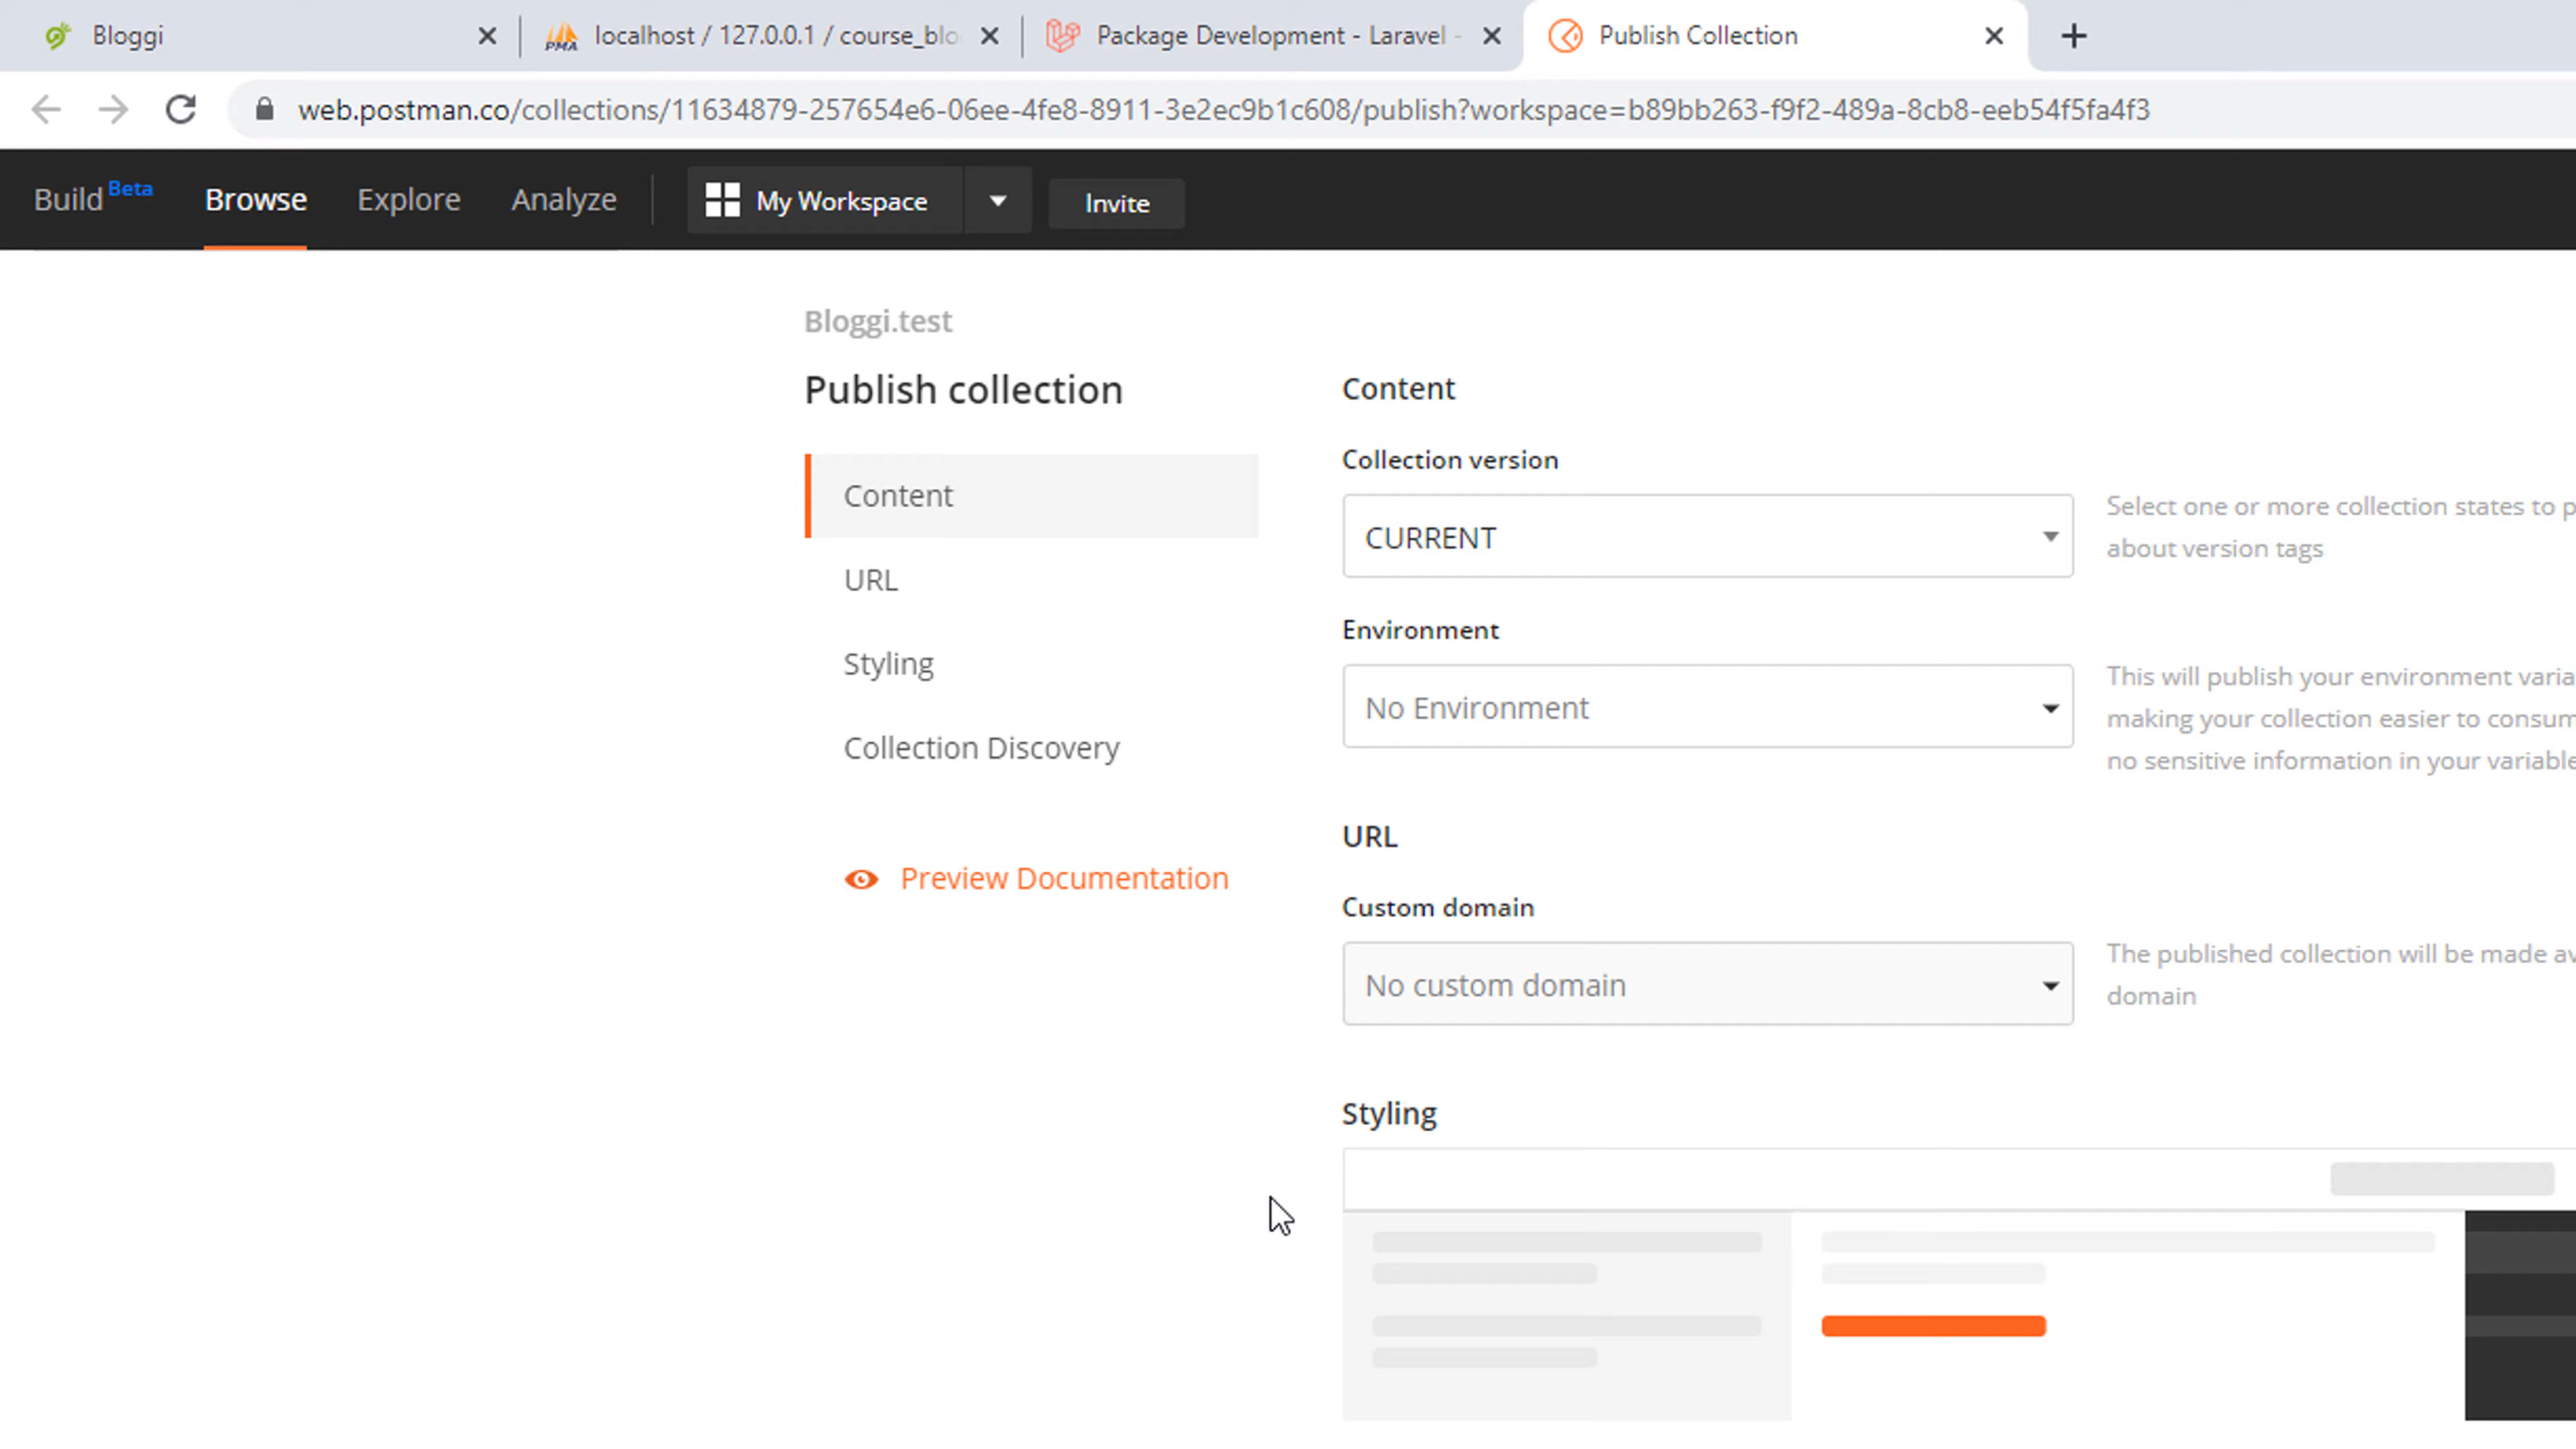 Bloggi
localhost / 127.0.0.1 / course_blo
Package Development - Laravel -
Publish Collection
web.postman.co/collections/11634879-257654e6-06ee-4fe8-8911-3e2ec9b1c608/publish?workspace=b89bb263-f9f2-489a-8cb8-eeb54f5fa4f3
Build Beta Browse Explore Analyze My Workspace Invite
Bloggi.test
Publish collection
Content
URL
Styling
Collection Discovery
Preview Documentation
Content
Collection version
CURRENT
Select one or more collection states to p
about version tags
Environment
No Environment
This will publish your environment varia
making your collection easier to consum
no sensitive information in your variable
URL
Custom domain
No custom domain
The published collection will be made av
domain
Styling